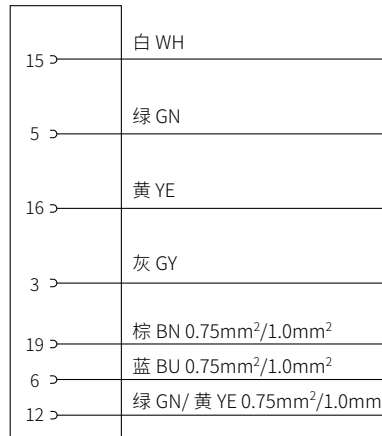 15 白 WH
5 绿 GN
16 黄 YE
3 灰 GY
19 棕 BN 0.75mm²/1.0mm²
6 蓝 BU 0.75mm²/1.0mm²
12 绿 GN/ 黄 YE 0.75mm²/1.0mm